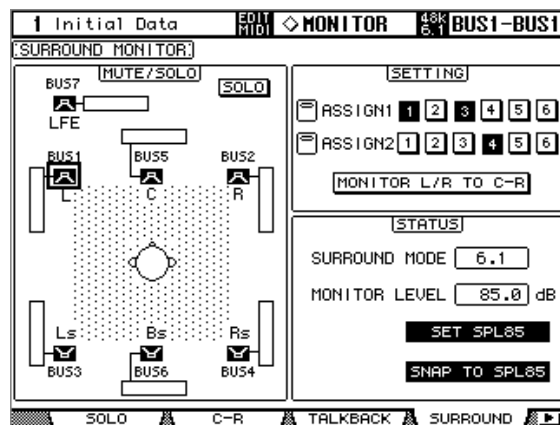 1 Initial Data EDIT MIDI ◇MONITOR 48K 6.1 BUS1-BUS1
SURROUND MONITOR
MUTE/SOLO
SOLO
BUS7
LFE
BUS1 BUS5 BUS2
L C R
Ls Bs Rs
BUS3 BUS6 BUS4
SETTING
ASSIGN1 1 2 3 4 5 6
ASSIGN2 1 2 3 4 5 6
MONITOR L/R TO C-R
STATUS
SURROUND MODE 6.1
MONITOR LEVEL 85.0 dB
SET SPL85
SNAP TO SPL85
SOLO C-R TALKBACK SURROUND